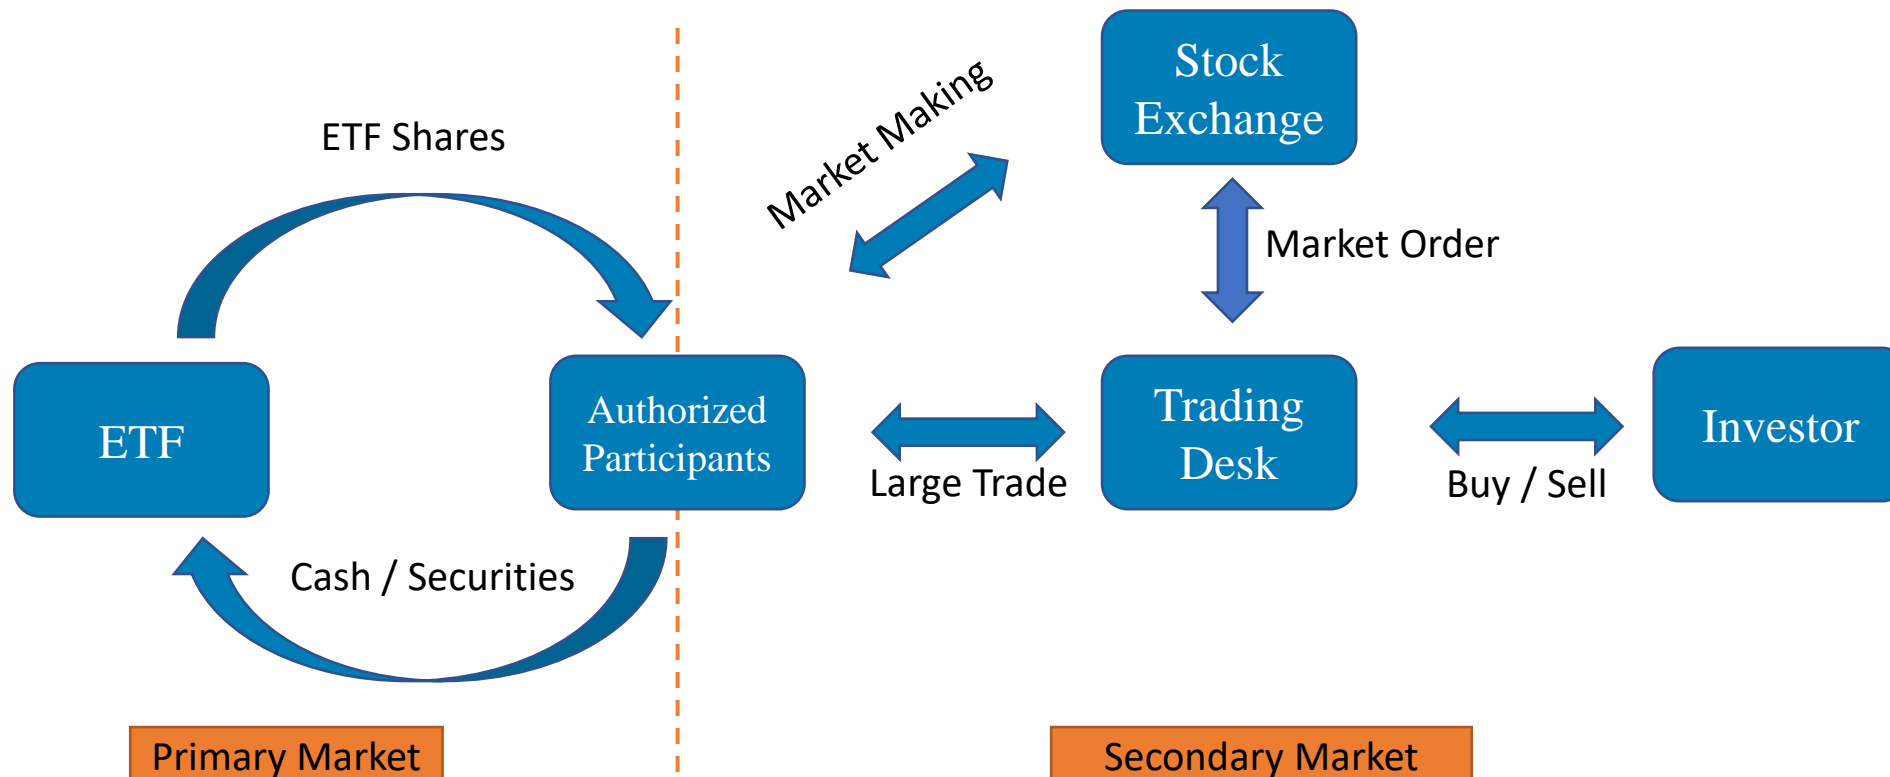 Stock
Exchange
Market Making
ETF Shares
Market Order
ETF
Authorized
Participants
Large Trade
Trading
Desk
Buy / Sell
Investor
Cash / Securities
Primary Market
Secondary Market